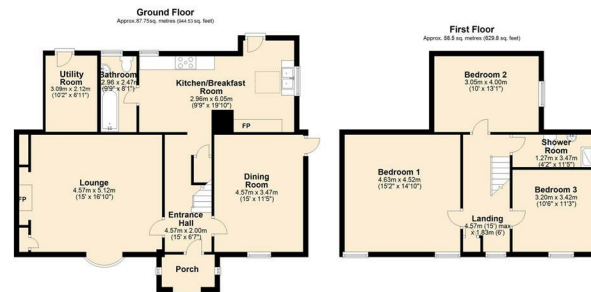 Ground Floor
Approx. 87.75 sq. metres (944.53 sq. feet)
Utility
Room
3.09m x 2.12m
(10'2" x 6'11")
Bathroom
2.96 x 2.47m
(9'9" x 8'1")
Kitchen/Breakfast
Room
2.96m x 6.05m
(9'9" x 19'10")
FP
Lounge
4.57m x 5.12m
(15' x 16'10")
FP
Dining
Room
4.57m x 3.47m
(15' x 11'5")
Entrance
Hall
4.57m x 2.00m
(15' x 6'7")
Porch
First Floor
Approx. 58.5 sq. metres (629.8 sq. feet)
Bedroom 2
3.05m x 4.00m
(10' x 13'1")
Shower
Room
1.27m x 3.47m
(4'2" x 11'5")
Bedroom 1
4.63m x 4.52m
(15'2" x 14'10")
Bedroom 3
3.20m x 3.42m
(10'6" x 11'3")
Landing
4.57m (15') max
x 1.83m (6')